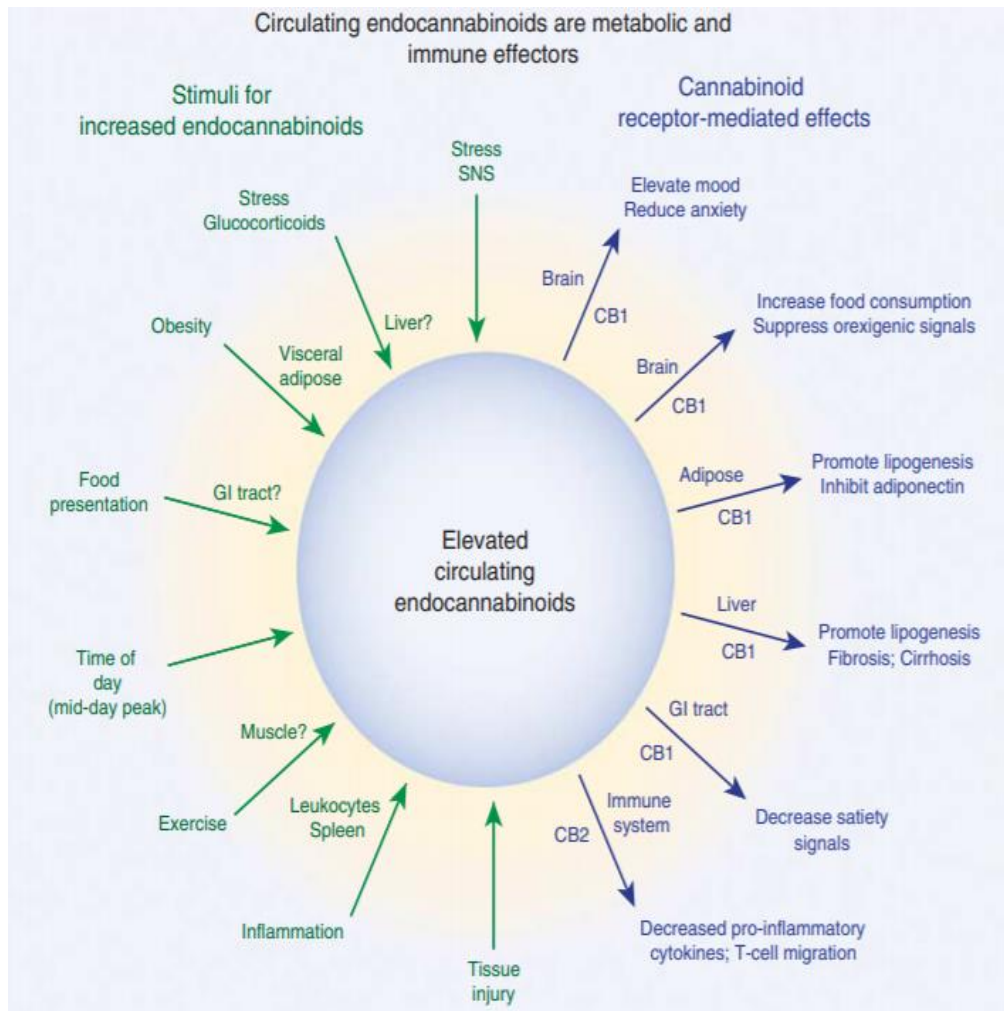 Circulating endocannabinoids are metabolic and
immune effectors
Stimuli for
increased endocannabinoids
Cannabinoid
receptor-mediated effects
Stress
SNS
Stress
Glucocorticoids
Liver?
Obesity
Visceral
adipose
Food
presentation
GI tract?
Time of
day
(mid-day peak)
Muscle?
Exercise
Leukocytes
Spleen
Inflammation
Tissue
injury
Elevated
circulating
endocannabinoids
Elevate mood
Reduce anxiety
Brain
CB1
Increase food consumption
Suppress orexigenic signals
Brain
CB1
Adipose
CB1
Promote lipogenesis
Inhibit adiponectin
Liver
CB1
Promote lipogenesis
Fibrosis; Cirrhosis
GI tract
CB1
Decrease satiety
signals
Immune
system
CB2
Decreased pro-inflammatory
cytokines; T-cell migration